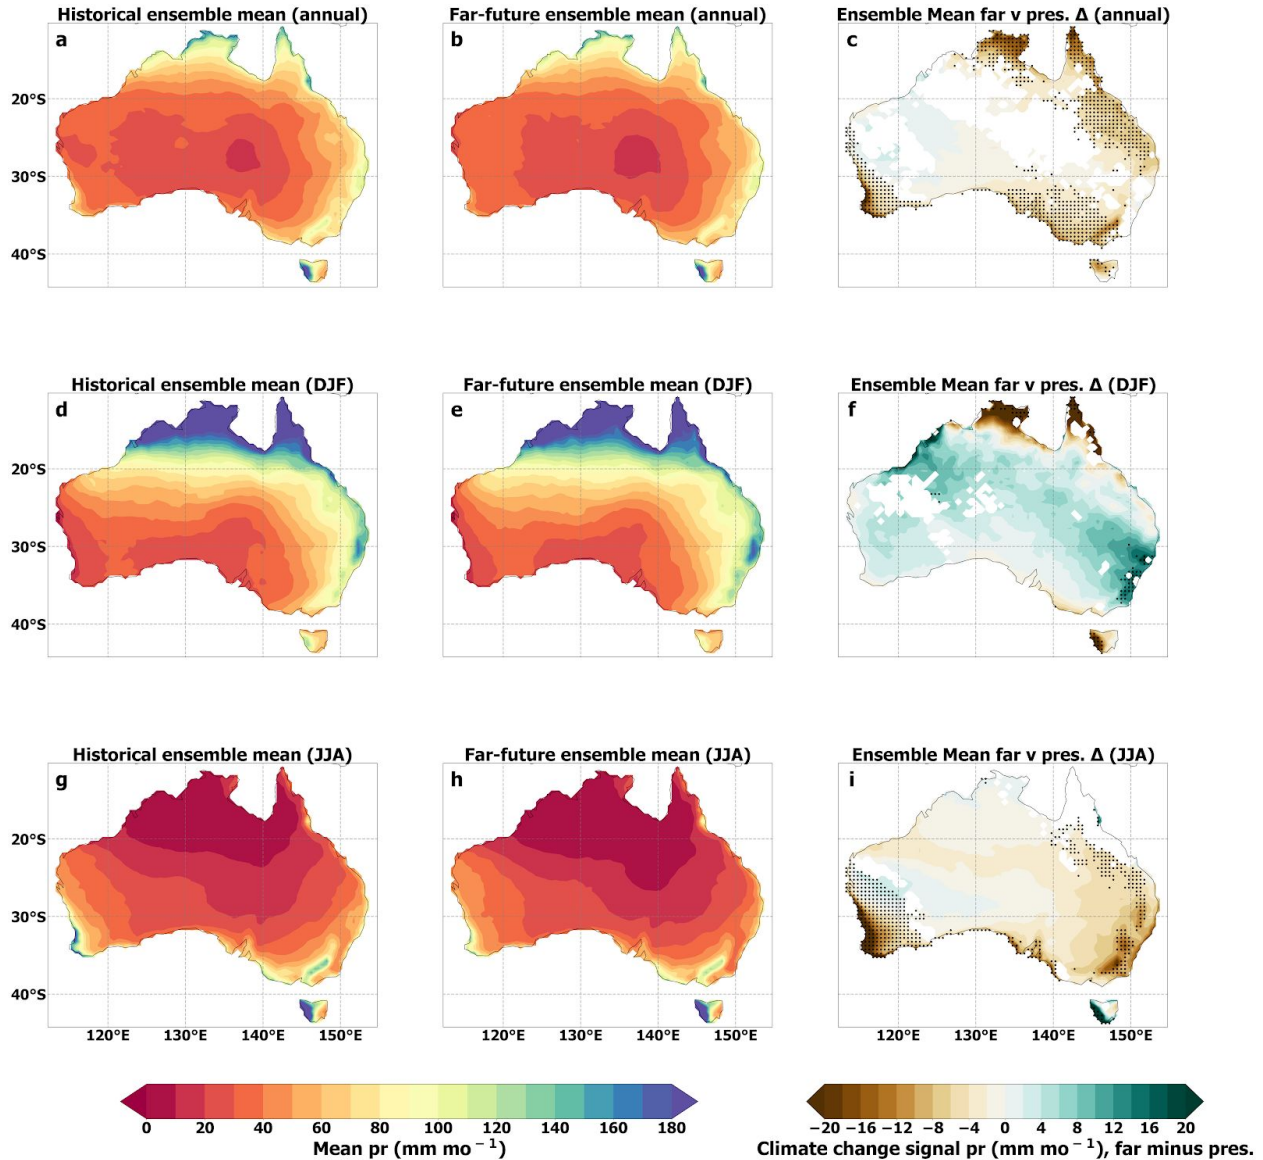 Historical ensemble mean (annual)
Far-future ensemble mean (annual)
Ensemble Mean far v pres. Δ (annual)
a
b
c
20°S
30°S
40°S
Historical ensemble mean (DJF)
Far-future ensemble mean (DJF)
Ensemble Mean far v pres. Δ (DJF)
d
e
f
20°S
30°S
40°S
Historical ensemble mean (JJA)
Far-future ensemble mean (JJA)
Ensemble Mean far v pres. Δ (JJA)
g
h
i
20°S
30°S
40°S
120°E 130°E 140°E 150°E
120°E 130°E 140°E 150°E
120°E 130°E 140°E 150°E
0 20 40 60 80 100 120 140 160 180
Mean pr (mm mo⁻¹)
−20 −16 −12 −8 −4 0 4 8 12 16 20
Climate change signal pr (mm mo⁻¹), far minus pres.